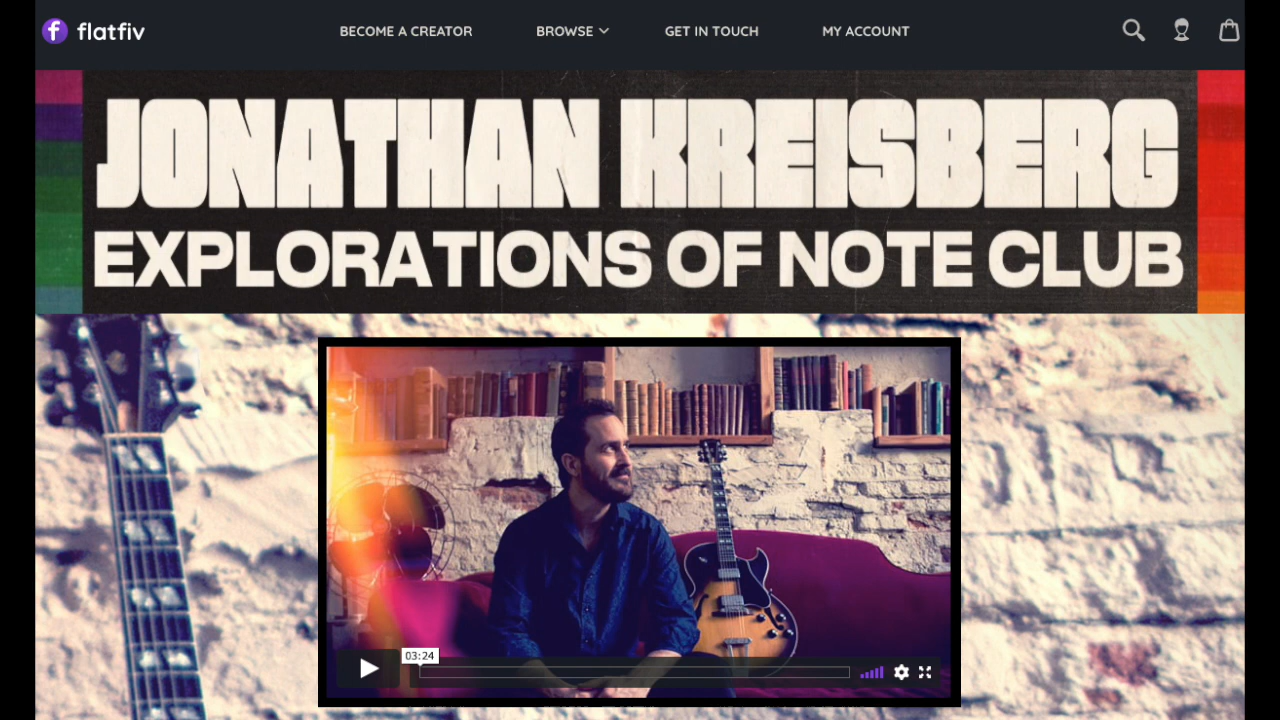 flatfiv
BECOME A CREATOR
BROWSE
GET IN TOUCH
MY ACCOUNT
JONATHAN KREISBERG
EXPLORATIONS OF NOTE CLUB
03:24